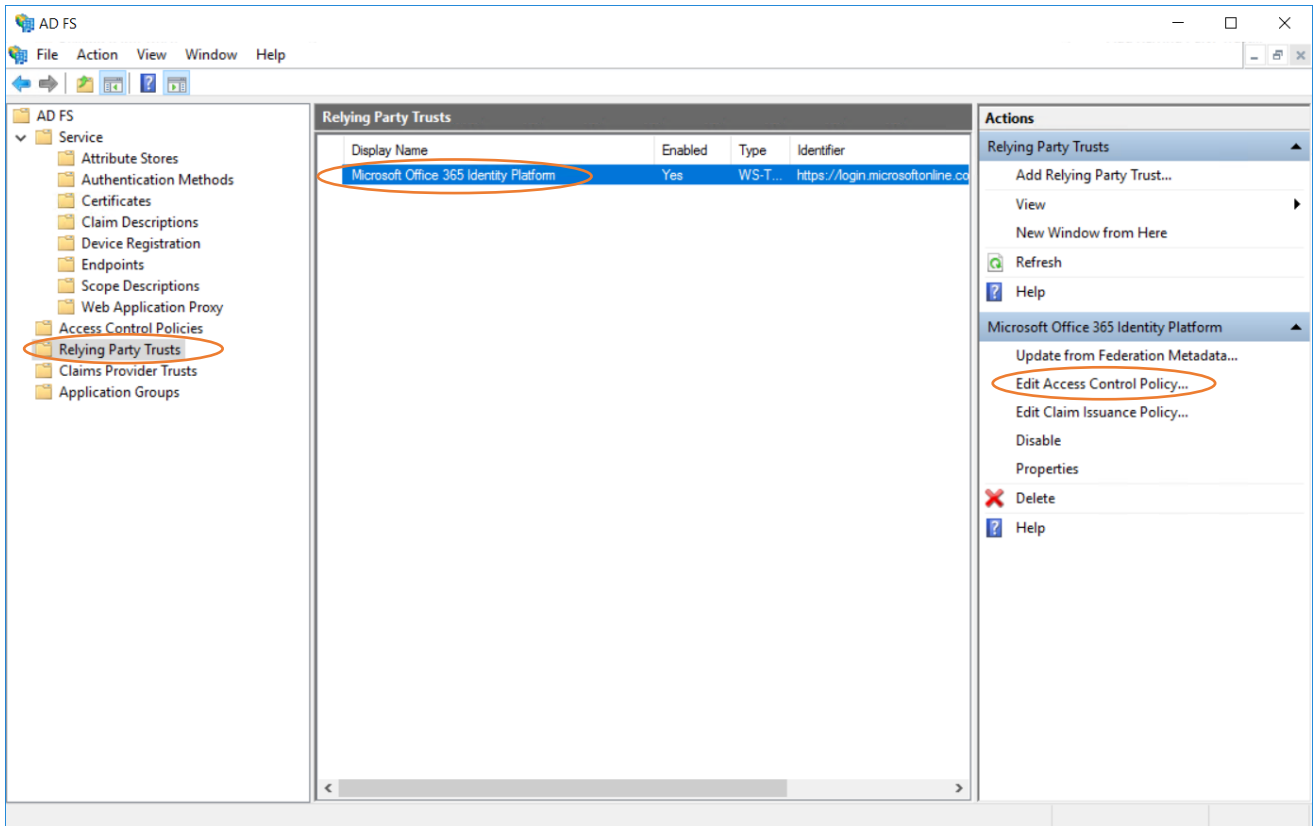 AD FS
File Action View Window Help
AD FS
Service
Attribute Stores
Authentication Methods
Certificates
Claim Descriptions
Device Registration
Endpoints
Scope Descriptions
Web Application Proxy
Access Control Policies
Relying Party Trusts
Claims Provider Trusts
Application Groups
Relying Party Trusts
Display Name Enabled Type Identifier
Microsoft Office 365 Identity Platform Yes WS-T... https://login.microsoftonline.co
Actions
Relying Party Trusts
Add Relying Party Trust...
View
New Window from Here
Refresh
Help
Microsoft Office 365 Identity Platform
Update from Federation Metadata...
Edit Access Control Policy...
Edit Claim Issuance Policy...
Disable
Properties
Delete
Help